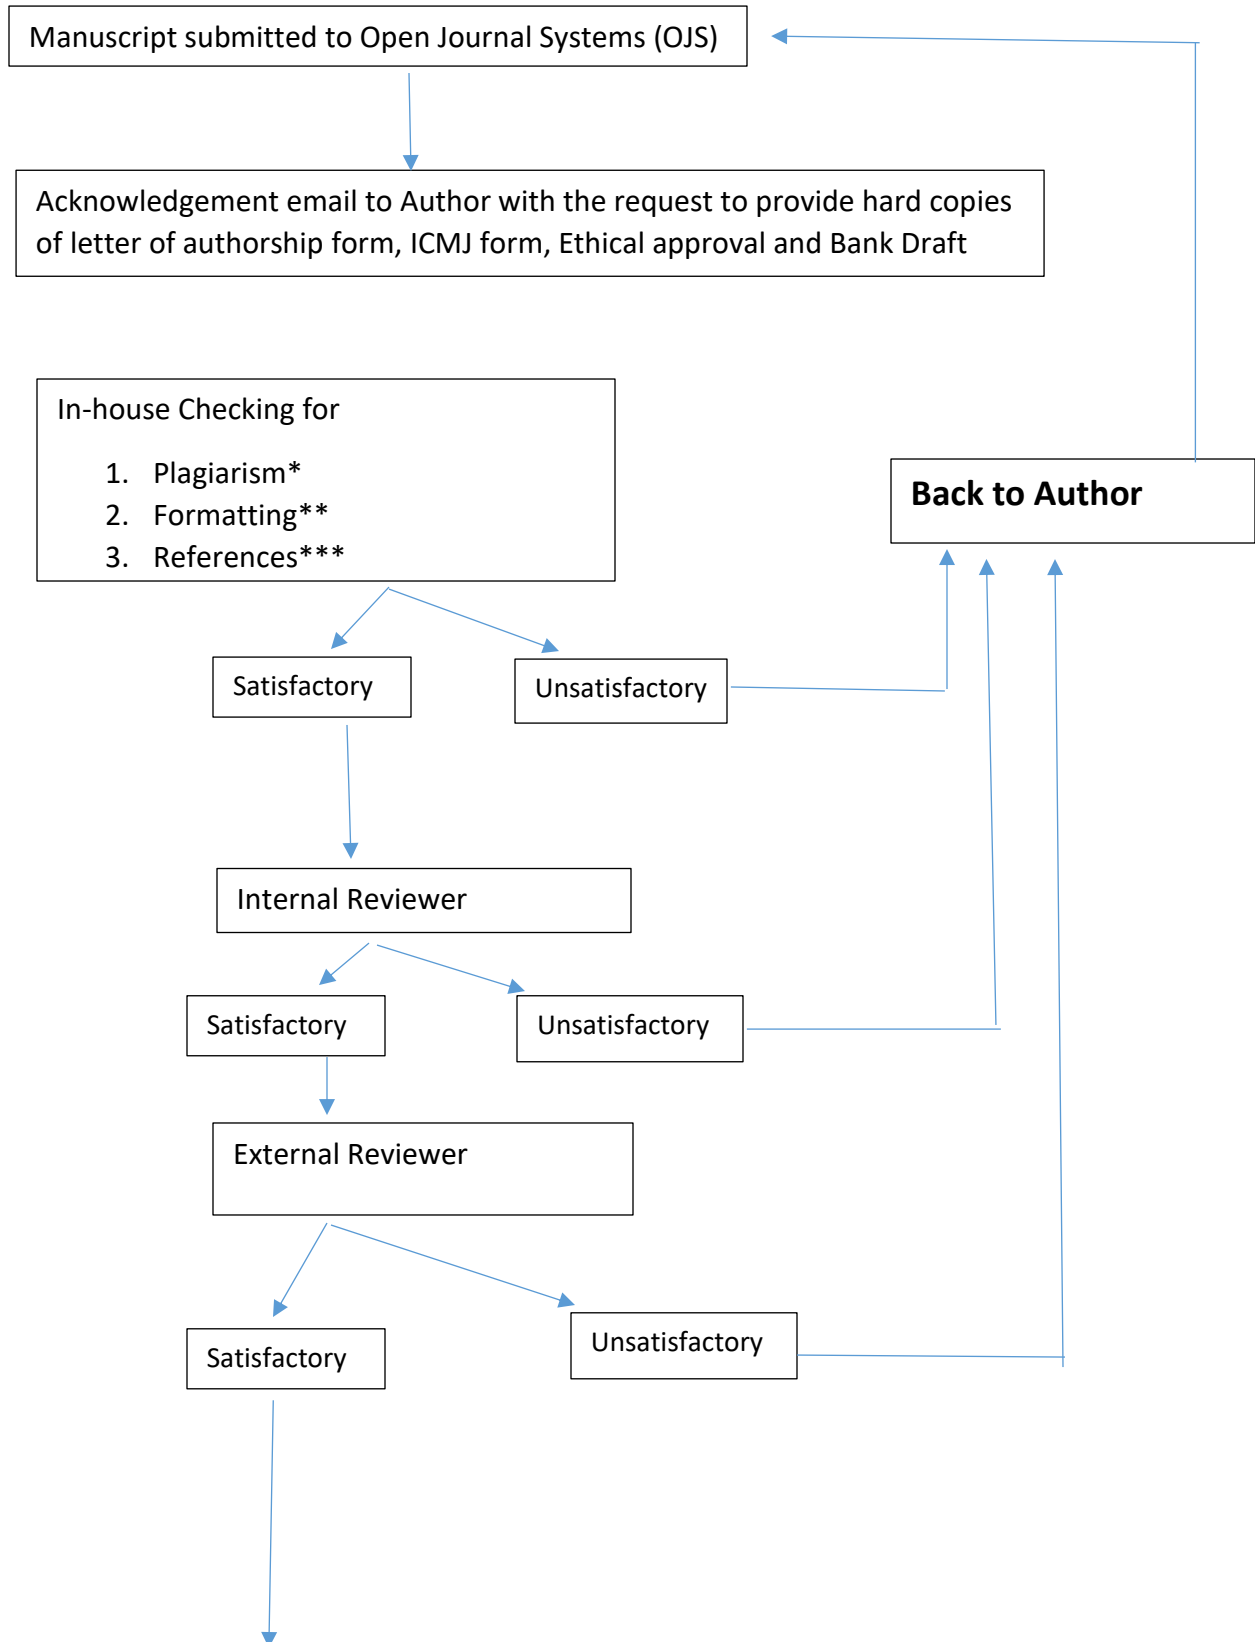 Manuscript submitted to Open Journal Systems (OJS)
Acknowledgement email to Author with the request to provide hard copies
of letter of authorship form, ICMJ form, Ethical approval and Bank Draft
In-house Checking for
1. Plagiarism*
2. Formatting**
3. References***
Back to Author
Satisfactory
Unsatisfactory
Internal Reviewer
Satisfactory
Unsatisfactory
External Reviewer
Satisfactory
Unsatisfactory